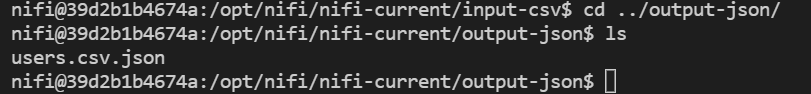 nifi@39d2b1b4674a:/opt/nifi/nifi-current/input-csv$ cd ../output-json/
nifi@39d2b1b4674a:/opt/nifi/nifi-current/output-json$ ls
users.csv.json
nifi@39d2b1b4674a:/opt/nifi/nifi-current/output-json$